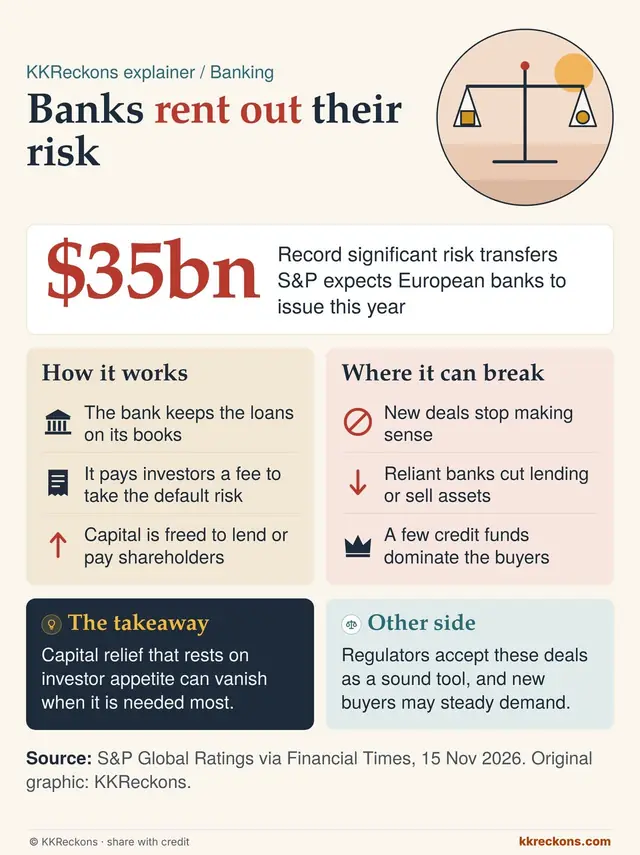 KKReckons explainer / Banking
Banks rent out their
risk
$35bn
Record significant risk transfers
S&P expects European banks to
issue this year
How it works
The bank keeps the loans
on its books
It pays investors a fee to
take the default risk
Capital is freed to lend or
pay shareholders
Where it can break
New deals stop making
sense
Reliant banks cut lending
or sell assets
A few credit funds
dominate the buyers
The takeaway
Capital relief that rests on
investor appetite can vanish
when it is needed most.
Other side
Regulators accept these deals
as a sound tool, and new
buyers may steady demand.
Source: S&P Global Ratings via Financial Times, 15 Nov 2026. Original
graphic: KKReckons.
© KKReckons · share with credit
kkreckons.com